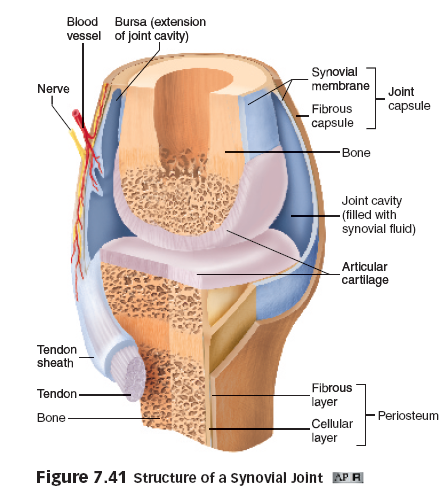 Blood
vessel
Bursa (extension
of joint cavity)
Nerve
Synovial
membrane
Fibrous
capsule
Joint
capsule
Bone
Joint cavity
(filled with
synovial fluid)
Articular
cartilage
Tendon
sheath
Tendon
Bone
Fibrous
layer
Cellular
layer
Periosteum
Figure 7.41 Structure of a Synovial Joint AP R